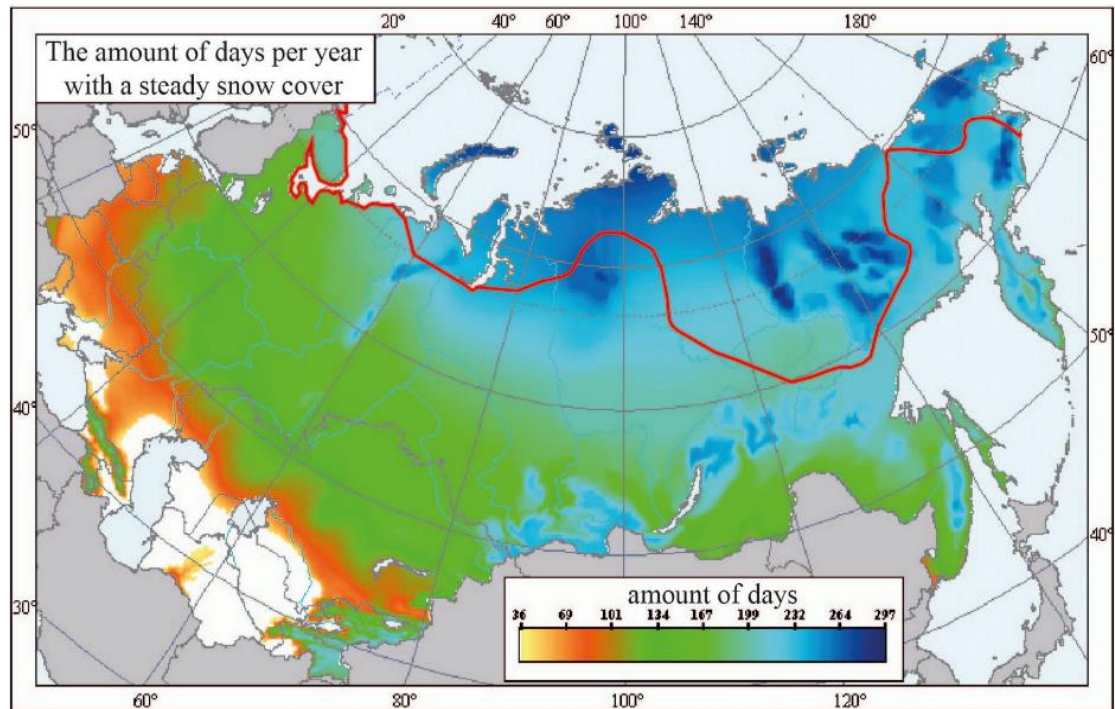 20° 40° 60° 100° 140° 180°
The amount of days per year
with a steady snow cover
60°
50°
50°
40°
40°
30°
amount of days
36 69 101 134 167 199 232 264 297
60° 80° 100° 120°